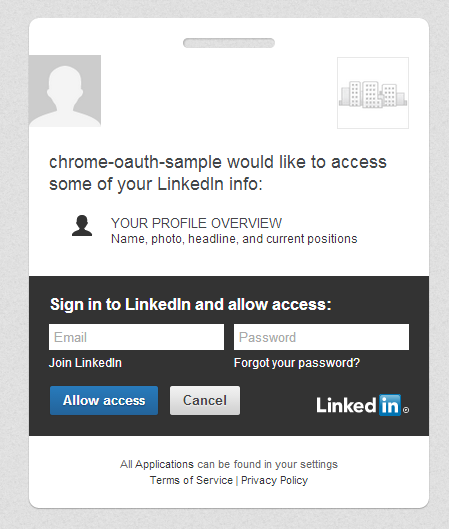 chrome-oauth-sample would like to access
some of your LinkedIn info:
YOUR PROFILE OVERVIEW
Name, photo, headline, and current positions
Sign in to LinkedIn and allow access:
Email Password
Join LinkedIn Forgot your password?
Allow access Cancel Linked in ®
All Applications can be found in your settings
Terms of Service | Privacy Policy